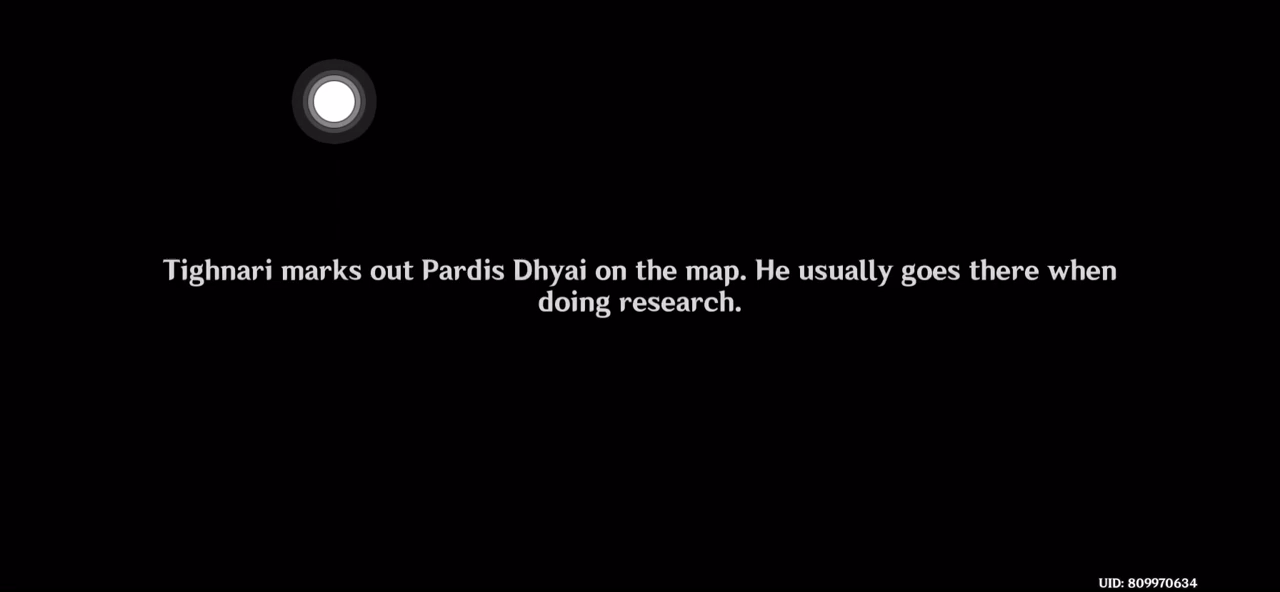 Tighnari marks out Pardis Dhyai on the map. He usually goes there when
doing research.
UID: 809970634